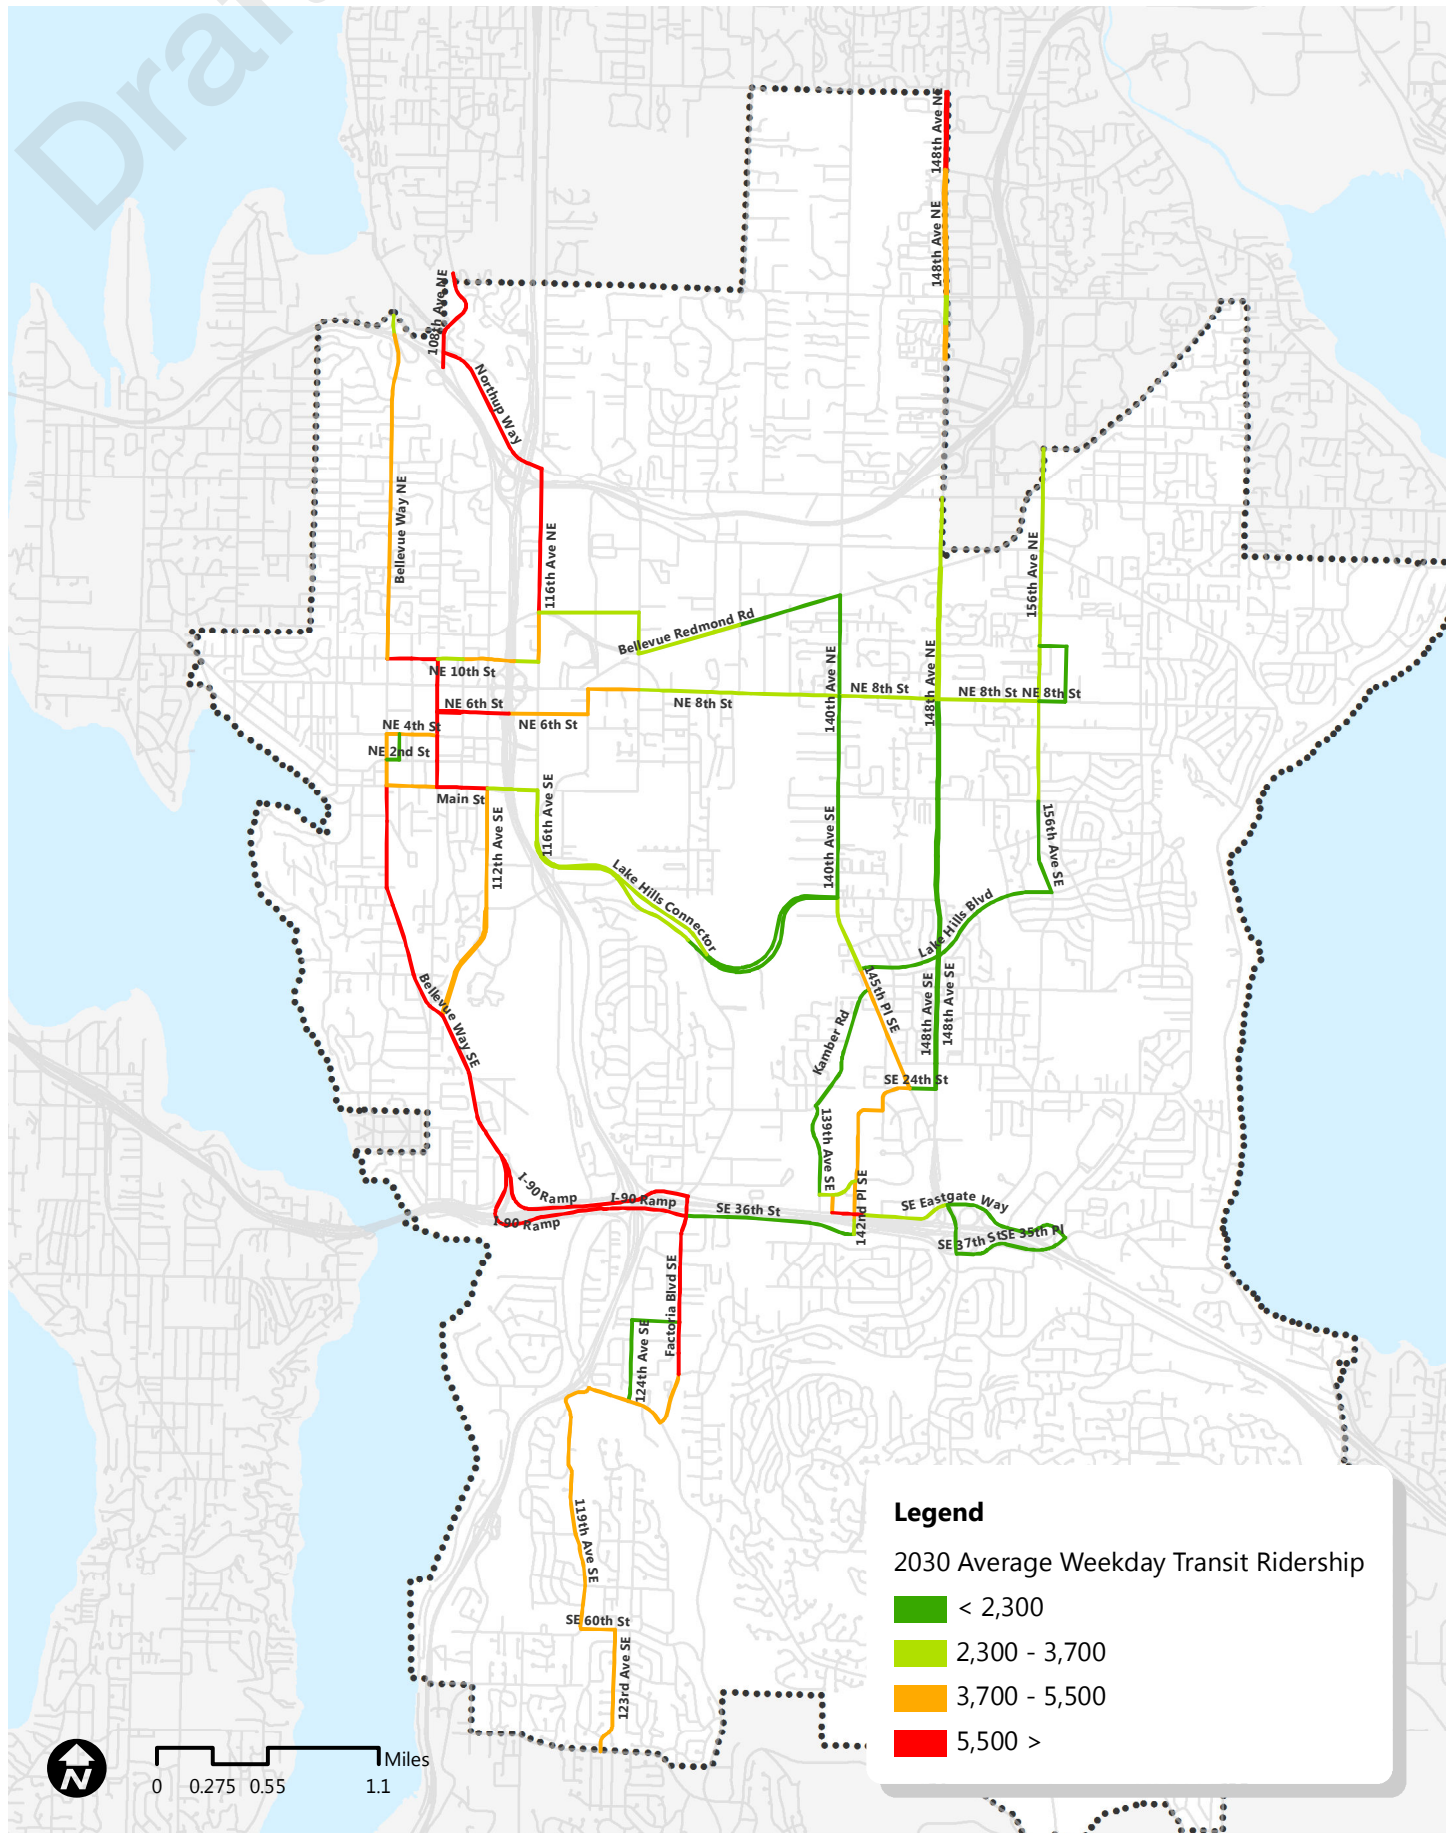 Draf
148th Ave NE
148th Ave NE
108th Ave NE
Northup Way
Bellevue Way NE
116th Ave NE
156th Ave NE
Bellevue Redmond Rd
NE 10th St
140th Ave NE
148th Ave NE
NE 8th St
NE 8th St
NE 8th St
NE 8th St
NE 6th St
NE 6th St
NE 4th St
NE 2nd St
Main St
116th Ave SE
112th Ave SE
140th Ave SE
156th Ave SE
Lake Hills Connector
Lake Hills Blvd
145th Pl SE
148th Ave SE
148th Ave SE
Bellevue Way SE
Kamber Rd
SE 24th St
139th Ave SE
142nd Pl SE
I-90 Ramp
I-90 Ramp
I-90 Ramp
SE 36th St
SE Eastgate Way
SE 37th St
SE 35th Pl
Factoria Blvd SE
124th Ave SE
119th Ave SE
SE 60th St
123rd Ave SE
Legend
2030 Average Weekday Transit Ridership
< 2,300
2,300 - 3,700
3,700 - 5,500
5,500 >
N
Miles
0 0.275 0.55 1.1